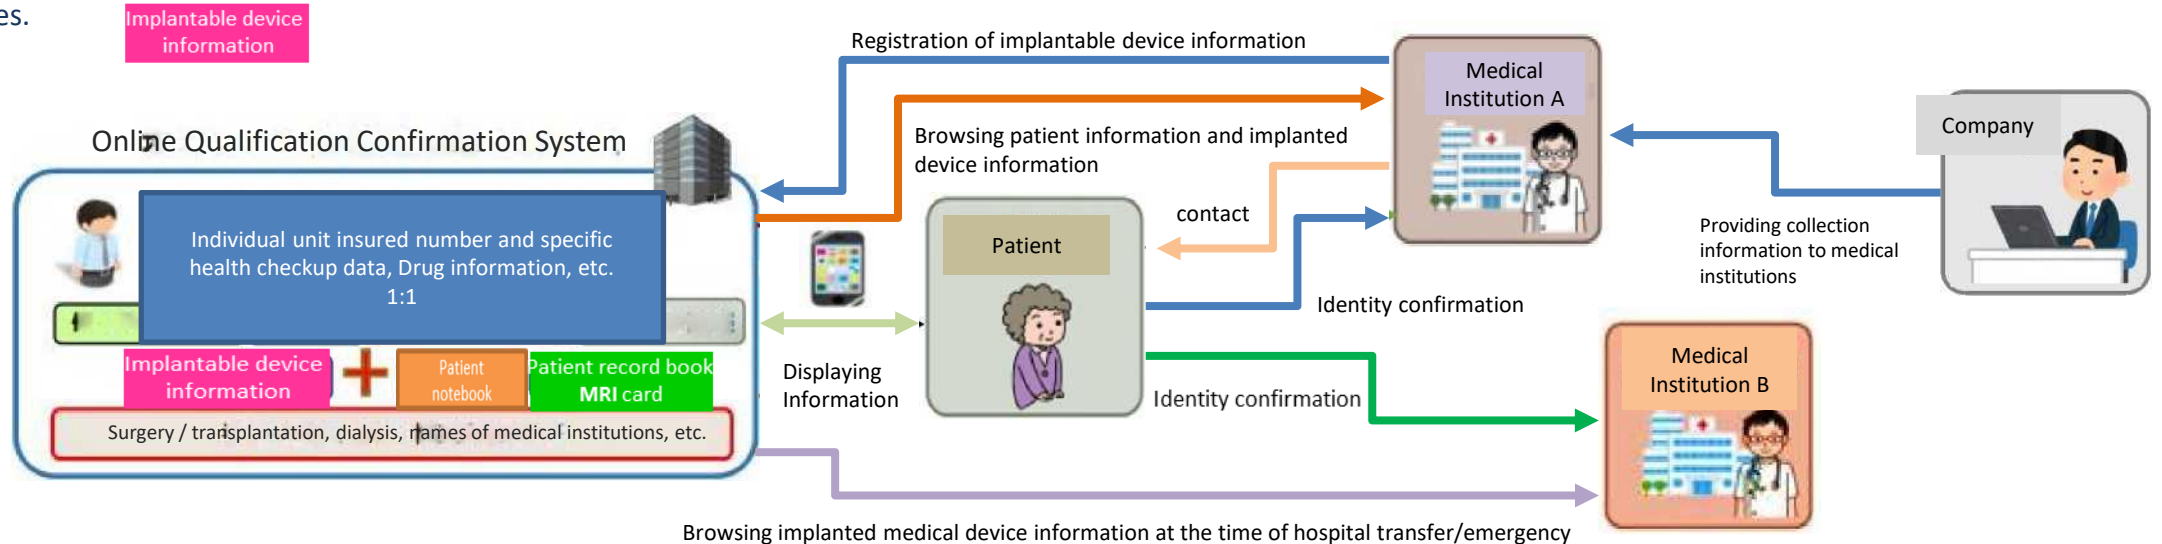 es.
Implantable device
information
Registration of implantable device information
Medical
Institution A
Company
Online Qualification Confirmation System
Browsing patient information and implanted
device information
contact
Patient
Providing collection
information to medical
institutions
Individual unit insured number and specific
health checkup data, Drug information, etc.
1:1
Identity confirmation
Implantable device
information
Patient
notebook
Patient record book
MRI card
Displaying
Information
Medical
Institution B
Identity confirmation
Surgery / transplantation, dialysis, names of medical institutions, etc.
Browsing implanted medical device information at the time of hospital transfer/emergency